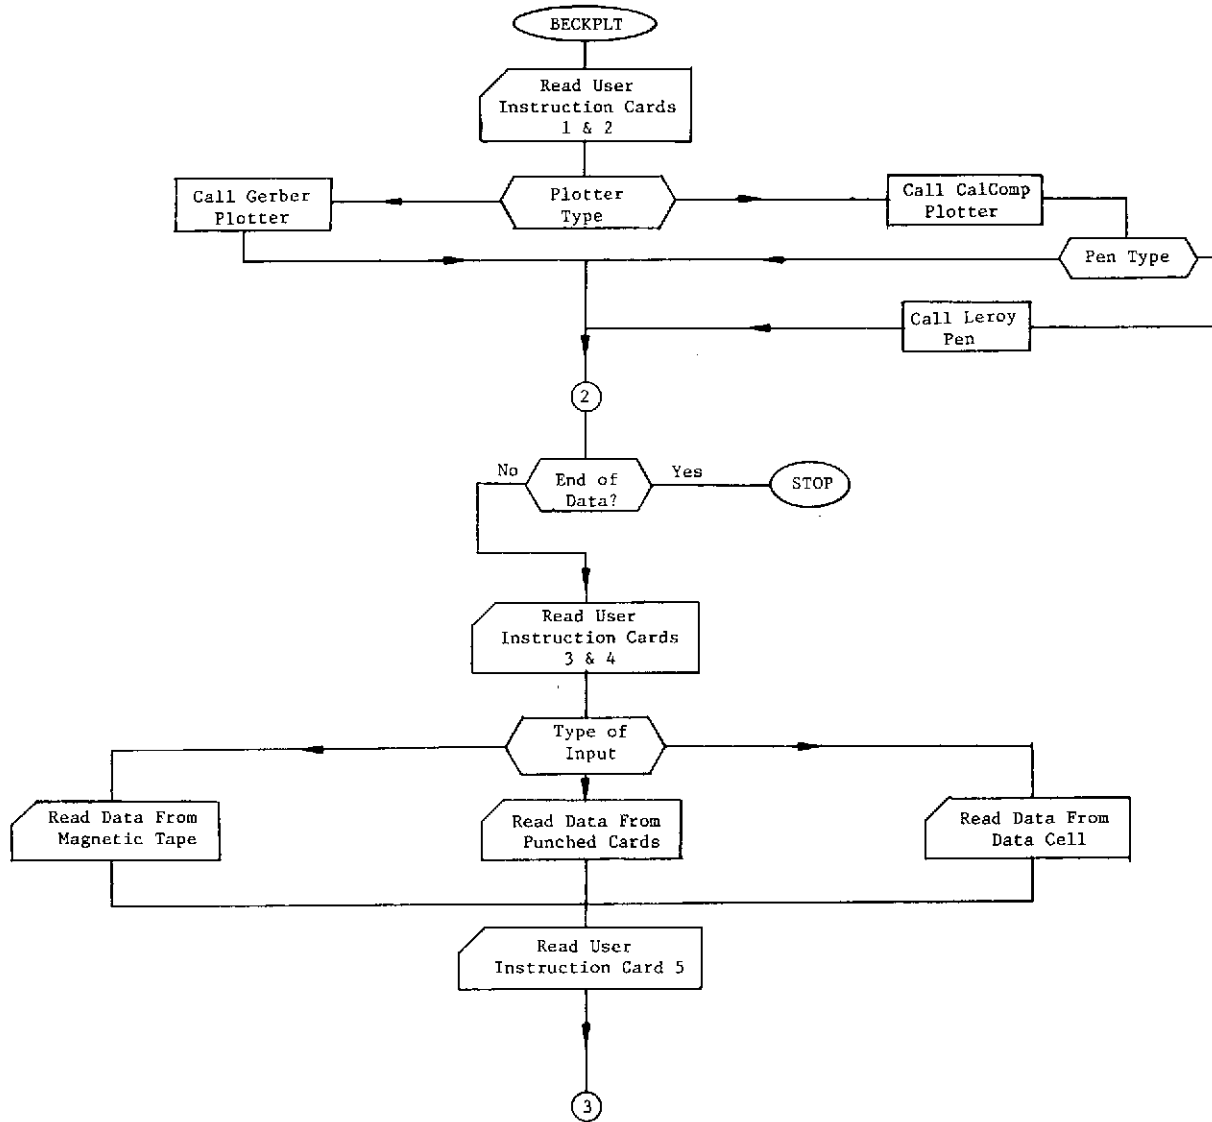 BECKPLT
Read User
Instruction Cards
1 & 2
Call Gerber
Plotter
Plotter
Type
Call CalComp
Plotter
Pen Type
Call Leroy
Pen
2
No
End of
Data?
Yes
STOP
Read User
Instruction Cards
3 & 4
Type of
Input
Read Data From
Magnetic Tape
Read Data From
Punched Cards
Read Data From
Data Cell
Read User
Instruction Card 5
3